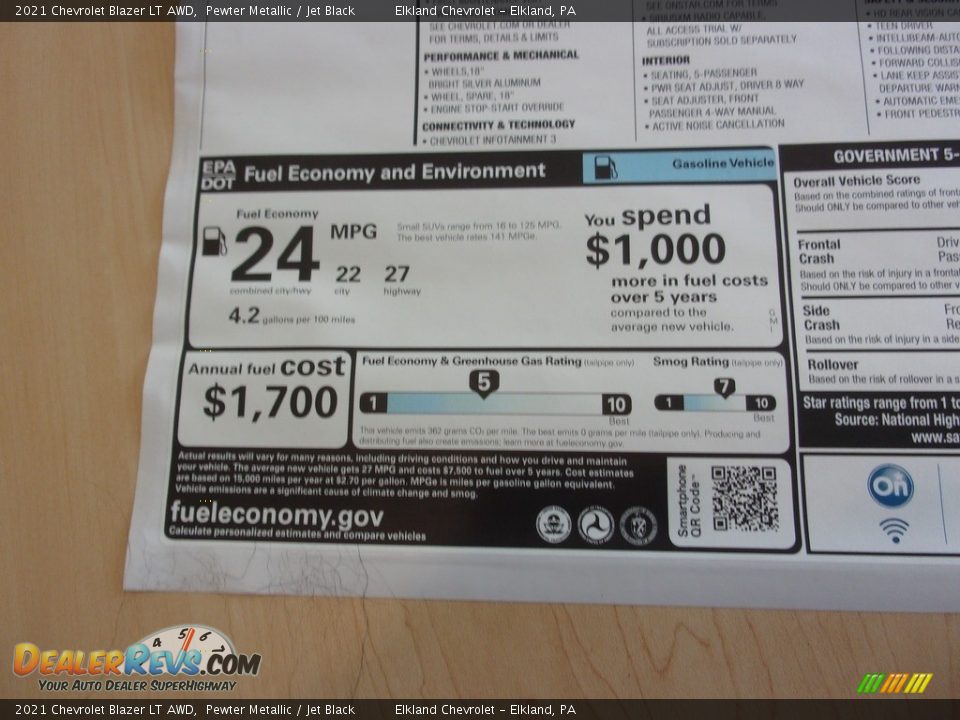 2021 Chevrolet Blazer LT AWD, Pewter Metallic / Jet Black Elkland Chevrolet - Elkland, PA
SEE CHEVROLET.COM OR DEALER
FOR TERMS, DETAILS & LIMITS
PERFORMANCE & MECHANICAL
• WHEELS, 18"
BRIGHT SILVER ALUMINUM
• WHEEL, SPARE, 18"
• ENGINE STOP-START OVERRIDE
CONNECTIVITY & TECHNOLOGY
• CHEVROLET INFOTAINMENT 3
SEE ONSTAR.COM FOR TERMS
• SIRIUSXM RADIO CAPABLE,
ALL ACCESS TRIAL W/
SUBSCRIPTION SOLD SEPARATELY
INTERIOR
• SEATING, 5-PASSENGER
• PWR SEAT ADJUST, DRIVER 8 WAY
• SEAT ADJUSTER, FRONT
PASSENGER 4-WAY MANUAL
• ACTIVE NOISE CANCELLATION
• HD REAR VISION
• TEEN DRIVER
• INTELLIBEAM-AUTO
• FOLLOWING
• FORWARD
• LANE KEEP
DEPARTURE
• AUTOMATIC
• FRONT
EPA
DOT Fuel Economy and Environment
Gasoline Vehicle
Fuel Economy
24 MPG
combined city/hwy
22
city
27
highway
4.2 gallons per 100 miles
Small SUVs range from 16 to 125 MPG.
The best vehicle rates 141 MPGe.
You spend
$1,000
more in fuel costs
over 5 years
compared to the
average new vehicle.
GMI
Annual fuel cost
$1,700
Fuel Economy & Greenhouse Gas Rating (tailpipe only)
5
1 10
Best
Smog Rating (tailpipe only)
7
1 10
Best
This vehicle emits 362 grams CO₂ per mile. The best emits 0 grams per mile (tailpipe only). Producing and
distributing fuel also create emissions; learn more at fueleconomy.gov.
Actual results will vary for many reasons, including driving conditions and how you drive and maintain
your vehicle. The average new vehicle gets 27 MPG and costs $7,500 to fuel over 5 years. Cost estimates
are based on 15,000 miles per year at $2.70 per gallon. MPGe is miles per gasoline gallon equivalent.
Vehicle emissions are a significant cause of climate change and smog.
fueleconomy.gov
Calculate personalized estimates and compare vehicles
Smartphone
QR Code™
GOVERNMENT 5-
Overall Vehicle Score
Based on the combined ratings of
Should ONLY be compared to other
Frontal
Crash
Based on the risk of injury in a
Should ONLY be compared to other
Side
Crash
Based on the risk of injury in a side
Rollover
Based on the risk of rollover in a
Star ratings range from 1 to
Source: National
www.
On
4 5 6
DealerRevs.com
Your Auto Dealer SuperHighway
2021 Chevrolet Blazer LT AWD, Pewter Metallic / Jet Black Elkland Chevrolet - Elkland, PA